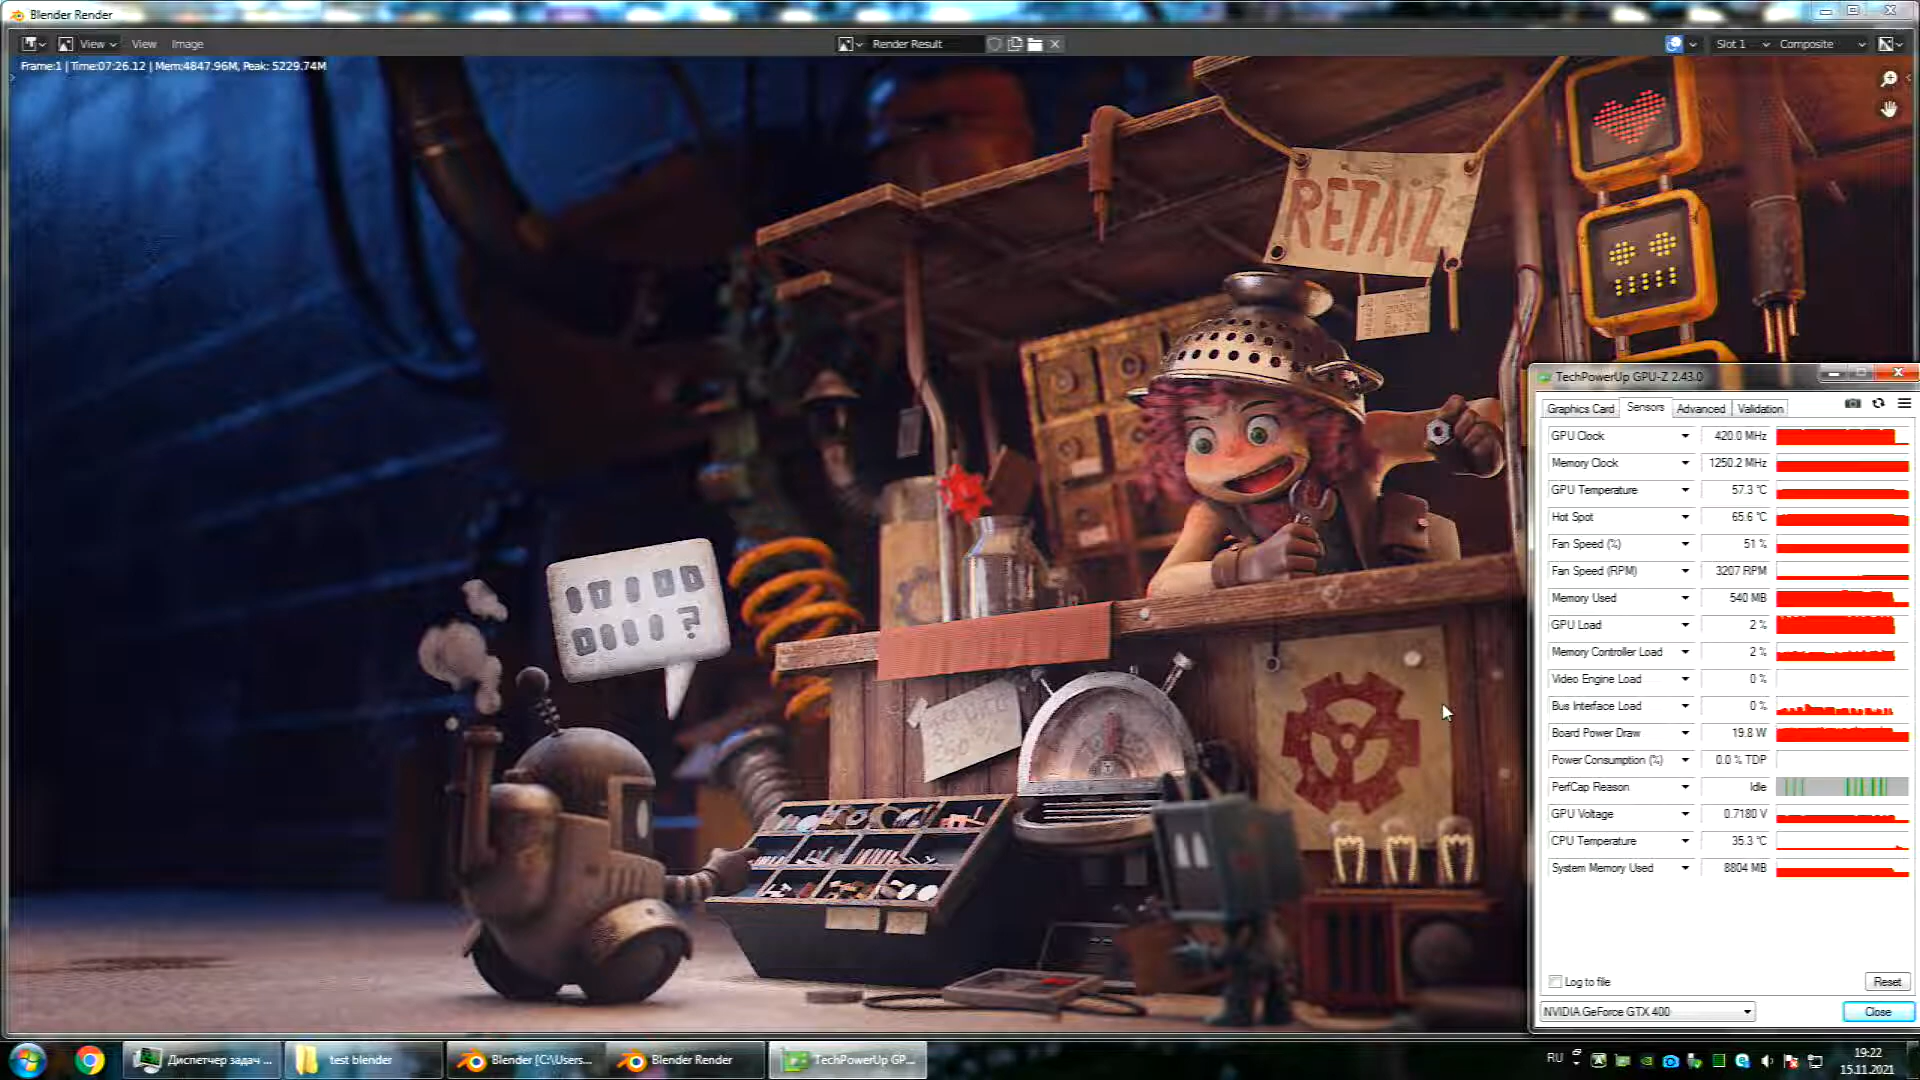 Blender Render
View
View
Image
Render Result
Slot 1
Composite
Frame:1 | Time:07:26.12 | Mem:4847.96M, Peak: 5229.74M
RETAIL
TechPowerUp GPU-Z 2.43.0
Graphics Card
Sensors
Advanced
Validation
GPU Clock 420.0 MHz
Memory Clock 1250.2 MHz
GPU Temperature 57.3 °C
Hot Spot 65.6 °C
Fan Speed (%) 51 %
Fan Speed (RPM) 3207 RPM
Memory Used 540 MB
GPU Load 2 %
Memory Controller Load 2 %
Video Engine Load 0 %
Bus Interface Load 0 %
Board Power Draw 19.8 W
Power Consumption (%) 0.0 % TDP
PerfCap Reason Idle
GPU Voltage 0.7180 V
CPU Temperature 35.3 °C
System Memory Used 8804 MB
Log to file
Reset
NVIDIA GeForce GTX 400
Close
Диспетчер задач ...
test blender
Blender [C:\Users...
Blender Render
TechPowerUp GP...
RU
19:22
15.11.2021